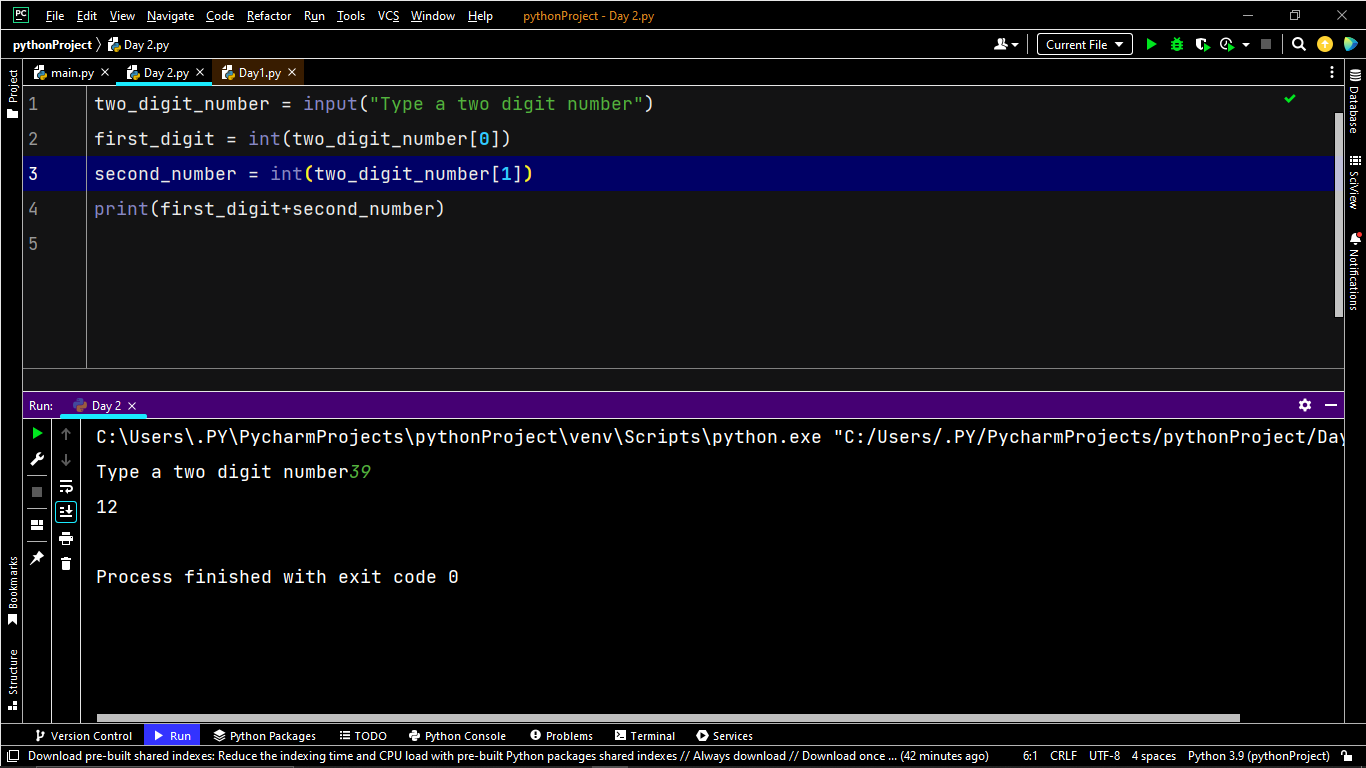 PC File Edit View Navigate Code Refactor Run Tools VCS Window Help pythonProject - Day 2.py
pythonProject Day 2.py Current File
Project main.py Day 2.py Day1.py
1 two_digit_number = input("Type a two digit number")
2 first_digit = int(two_digit_number[0])
3 second_number = int(two_digit_number[1])
4 print(first_digit+second_number)
5
Database
SciView
Notifications
Run: Day 2
C:\Users\.PY\PycharmProjects\pythonProject\venv\Scripts\python.exe "C:/Users/.PY/PycharmProjects/pythonProject/Day
Type a two digit number39
12
Process finished with exit code 0
Bookmarks
Structure
Version Control Run Python Packages TODO Python Console Problems Terminal Services
Download pre-built shared indexes: Reduce the indexing time and CPU load with pre-built Python packages shared indexes // Always download // Download once ... (42 minutes ago) 6:1 CRLF UTF-8 4 spaces Python 3.9 (pythonProject)